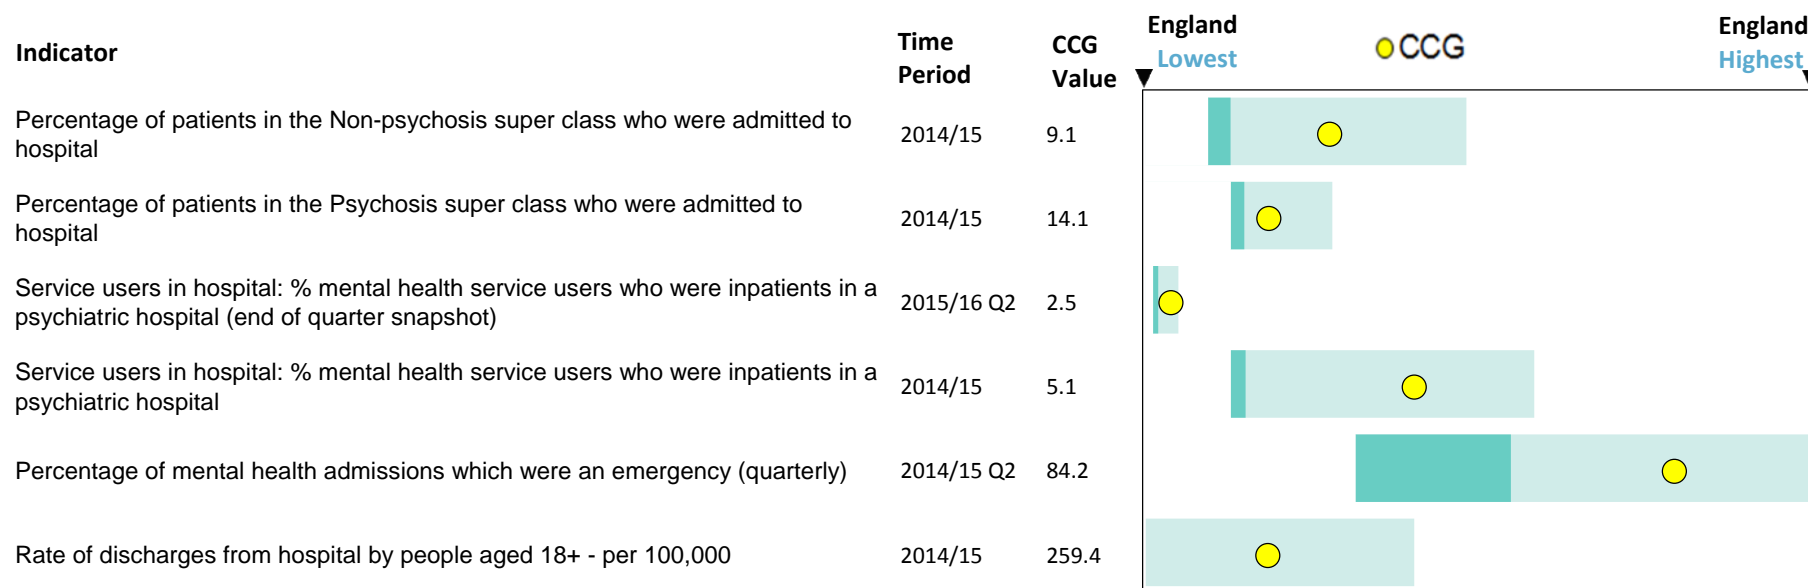 Indicator
Time
Period
CCG
Value
England
Lowest
CCG
England
Highest
Percentage of patients in the Non-psychosis super class who were admitted to
hospital
2014/15
9.1
Percentage of patients in the Psychosis super class who were admitted to
hospital
2014/15
14.1
Service users in hospital: % mental health service users who were inpatients in a
psychiatric hospital (end of quarter snapshot)
2015/16 Q2
2.5
Service users in hospital: % mental health service users who were inpatients in a
psychiatric hospital
2014/15
5.1
Percentage of mental health admissions which were an emergency (quarterly)
2014/15 Q2
84.2
Rate of discharges from hospital by people aged 18+ - per 100,000
2014/15
259.4